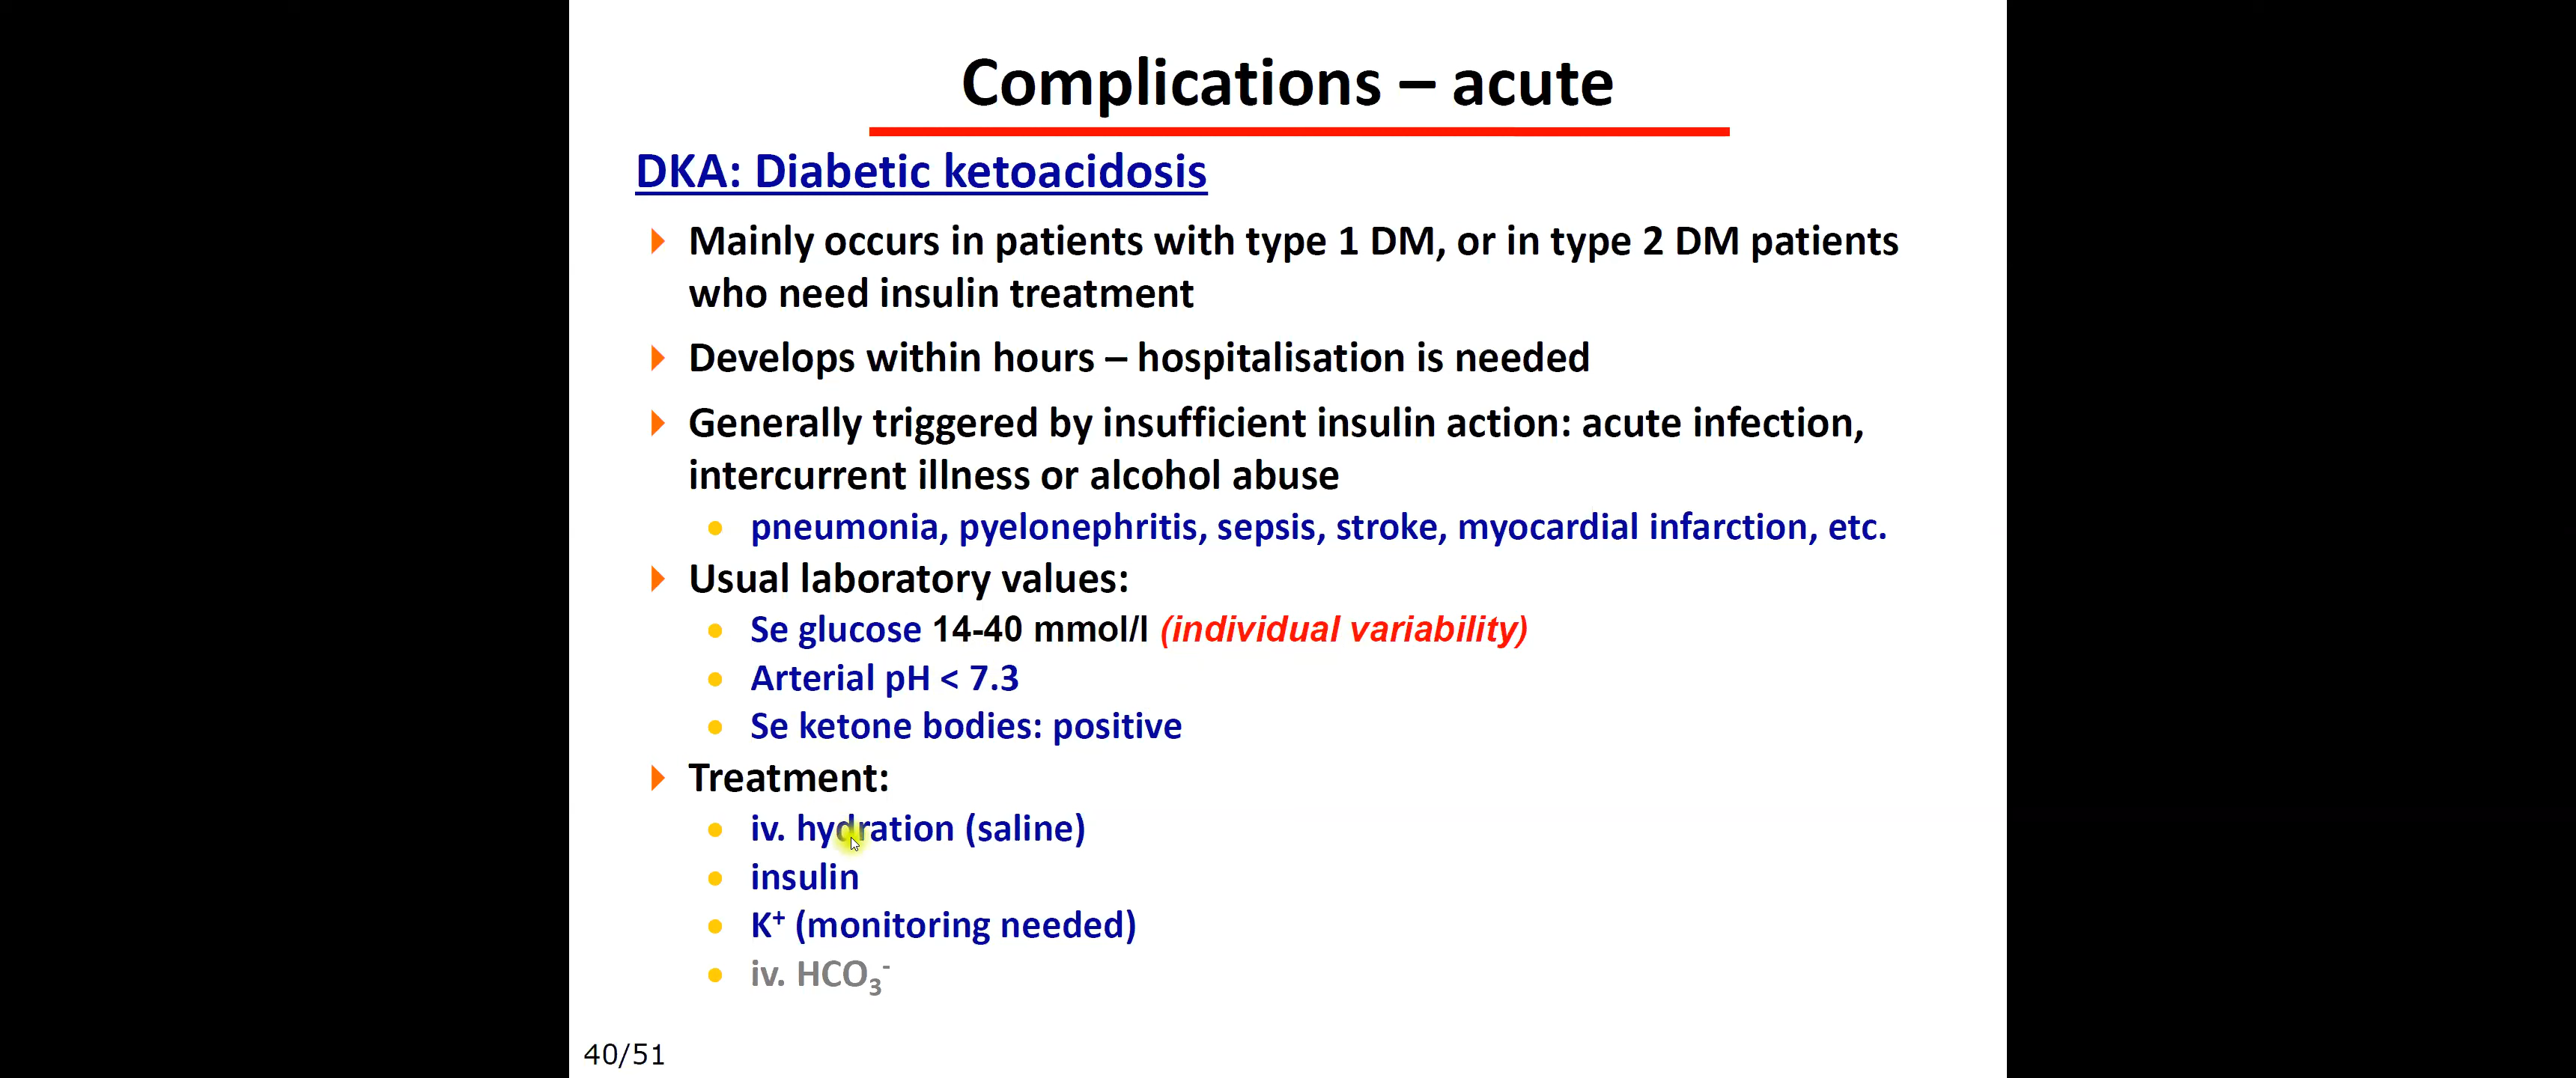 Complications – acute
DKA: Diabetic ketoacidosis
Mainly occurs in patients with type 1 DM, or in type 2 DM patients
who need insulin treatment
Develops within hours – hospitalisation is needed
Generally triggered by insufficient insulin action: acute infection,
intercurrent illness or alcohol abuse
pneumonia, pyelonephritis, sepsis, stroke, myocardial infarction, etc.
Usual laboratory values:
Se glucose 14-40 mmol/l (individual variability)
Arterial pH < 7.3
Se ketone bodies: positive
Treatment:
iv. hydration (saline)
insulin
K⁺ (monitoring needed)
iv. HCO₃⁻
40/51